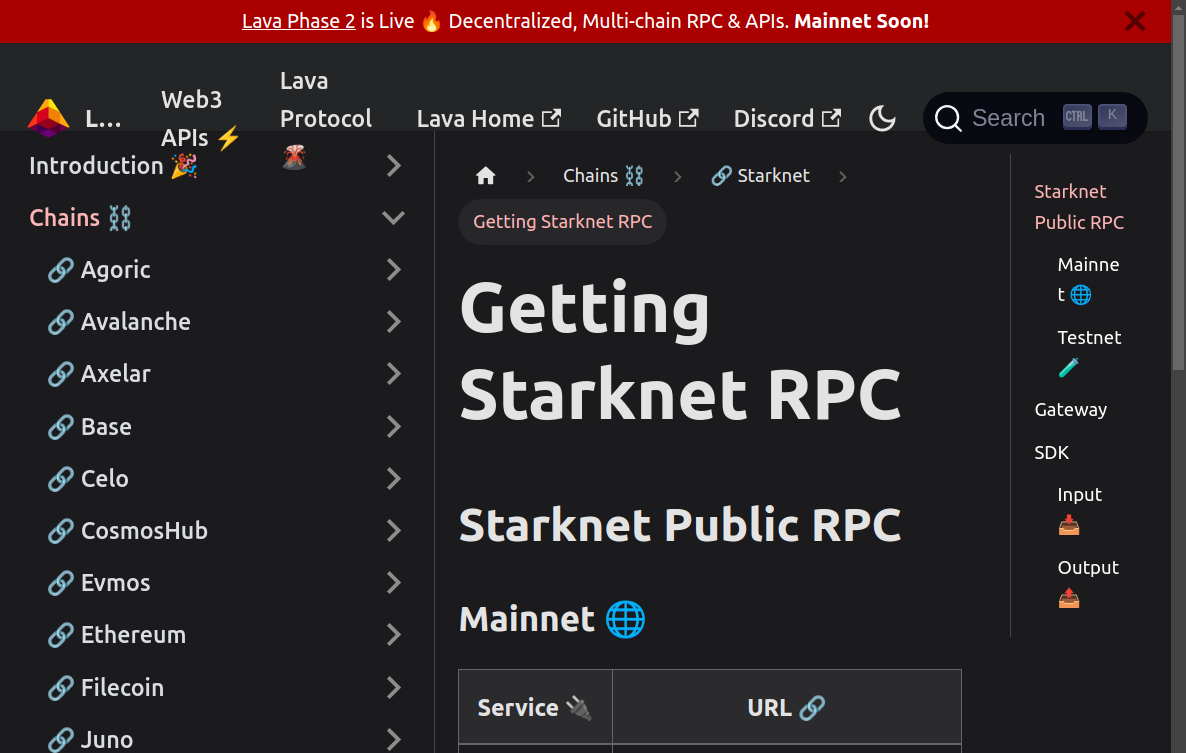 Lava Phase 2 is Live 🔥 Decentralized, Multi-chain RPC & APIs. Mainnet Soon!
L…
Web3
APIs ⚡
Lava
Protocol
🌋
Lava Home
GitHub
Discord
Search
CTRL
K
Introduction 🎉
Chains ⛓️
🔗 Agoric
🔗 Avalanche
🔗 Axelar
🔗 Base
🔗 Celo
🔗 CosmosHub
🔗 Evmos
🔗 Ethereum
🔗 Filecoin
🔗 Juno
Chains ⛓️
🔗 Starknet
Getting Starknet RPC
Getting
Starknet RPC
Starknet Public RPC
Mainnet 🌐
Service 🔌
URL 🔗
Starknet
Public RPC
Mainne
t 🌐
Testnet
🧪
Gateway
SDK
Input
📥
Output
📤